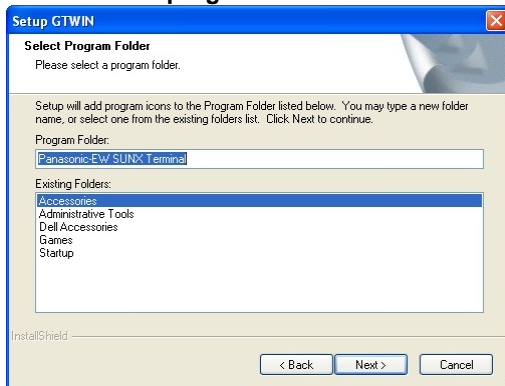 Setup GTWIN
Select Program Folder
Please select a program folder.
Setup will add program icons to the Program Folder listed below. You may type a new folder
name, or select one from the existing folders list. Click Next to continue.
Program Folder:
Panasonic-EW SUNX Terminal
Existing Folders:
Accessories
Administrative Tools
Dell Accessories
Games
Startup
InstallShield
< Back Next > Cancel